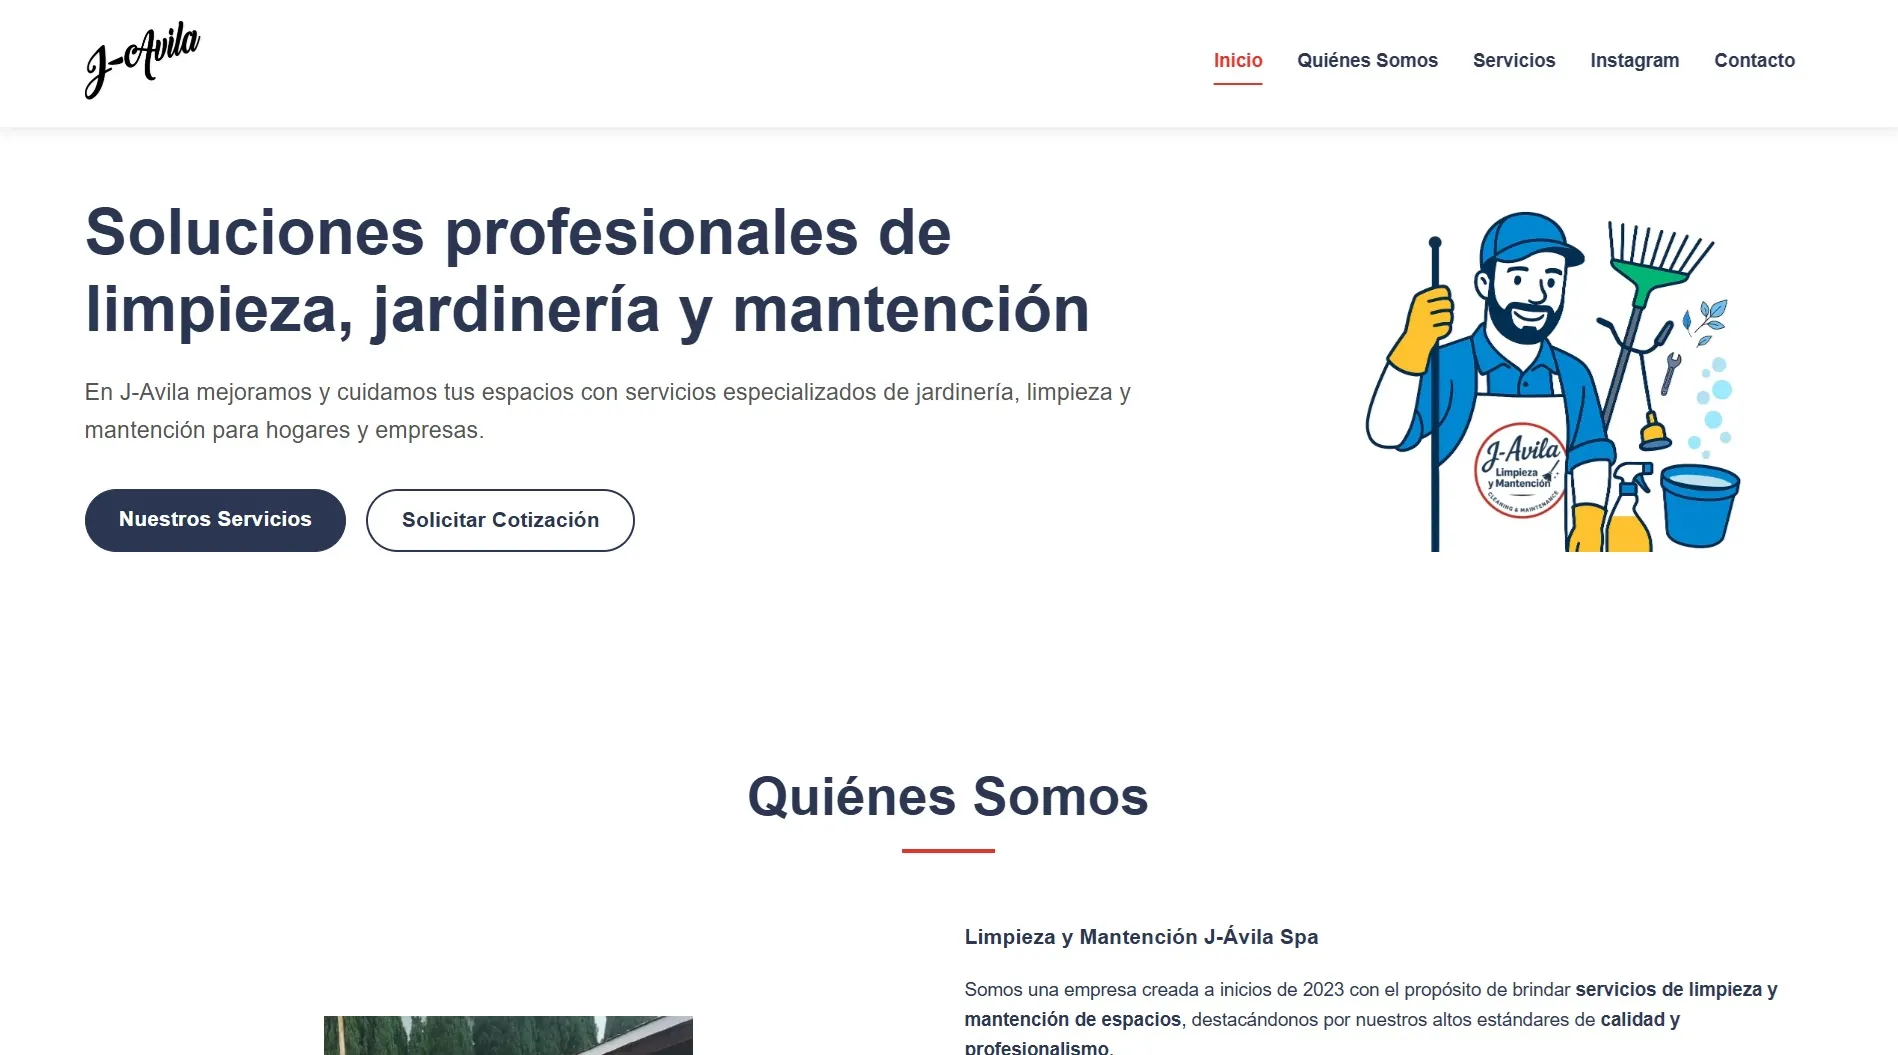 J-Avila
Inicio
Quiénes Somos
Servicios
Instagram
Contacto
Soluciones profesionales de
limpieza, jardinería y mantención
En J-Avila mejoramos y cuidamos tus espacios con servicios especializados de jardinería, limpieza y
mantención para hogares y empresas.
Nuestros Servicios
Solicitar Cotización
J-Avila
Limpieza
y Mantención
CLEANING & MAINTENANCE
Quiénes Somos
Limpieza y Mantención J-Ávila Spa
Somos una empresa creada a inicios de 2023 con el propósito de brindar servicios de limpieza y
mantención de espacios, destacándonos por nuestros altos estándares de calidad y
profesionalismo.